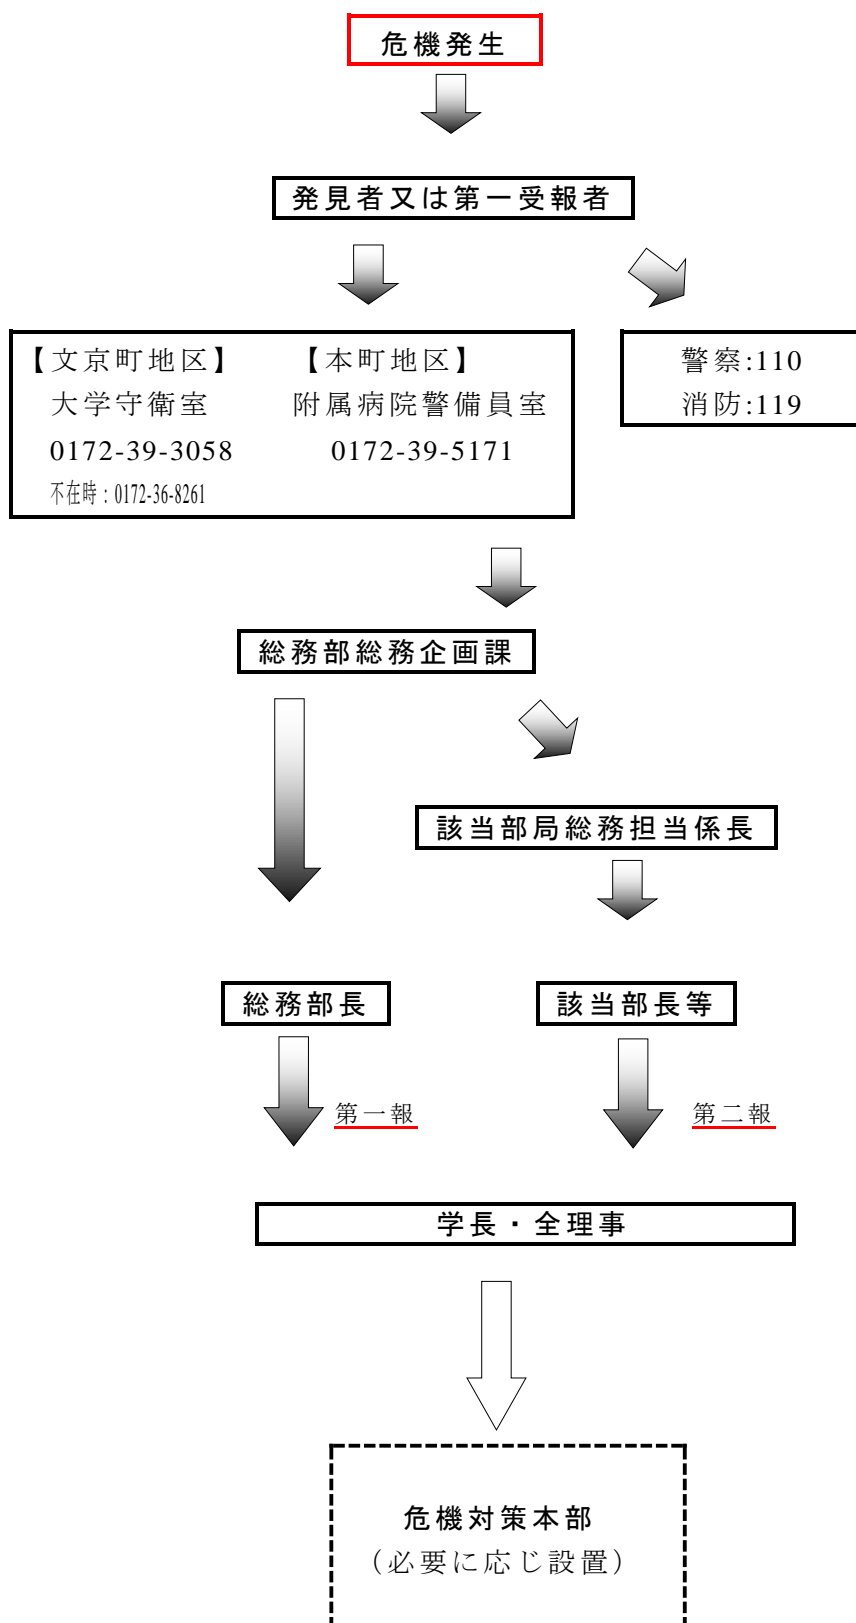 危機発生
発見者又は第一受報者
【文京町地区】 【本町地区】
大学守衛室 附属病院警備員室
0172-39-3058 0172-39-5171
不在時：0172-36-8261
警察:110
消防:119
総務部総務企画課
該当部局総務担当係長
総務部長
該当部長等
第一報
第二報
学長・全理事
危機対策本部
（必要に応じ設置）